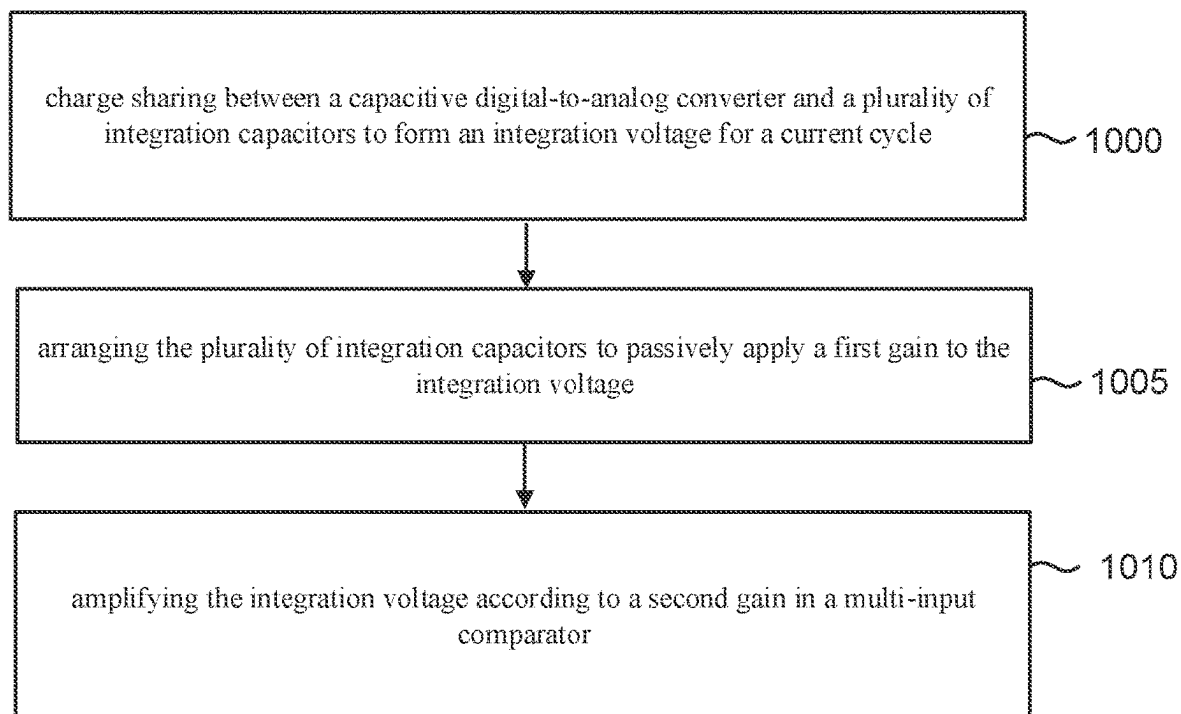 charge sharing between a capacitive digital-to-analog converter and a plurality of
integration capacitors to form an integration voltage for a current cycle
1000
arranging the plurality of integration capacitors to passively apply a first gain to the
integration voltage
1005
amplifying the integration voltage according to a second gain in a multi-input
comparator
1010